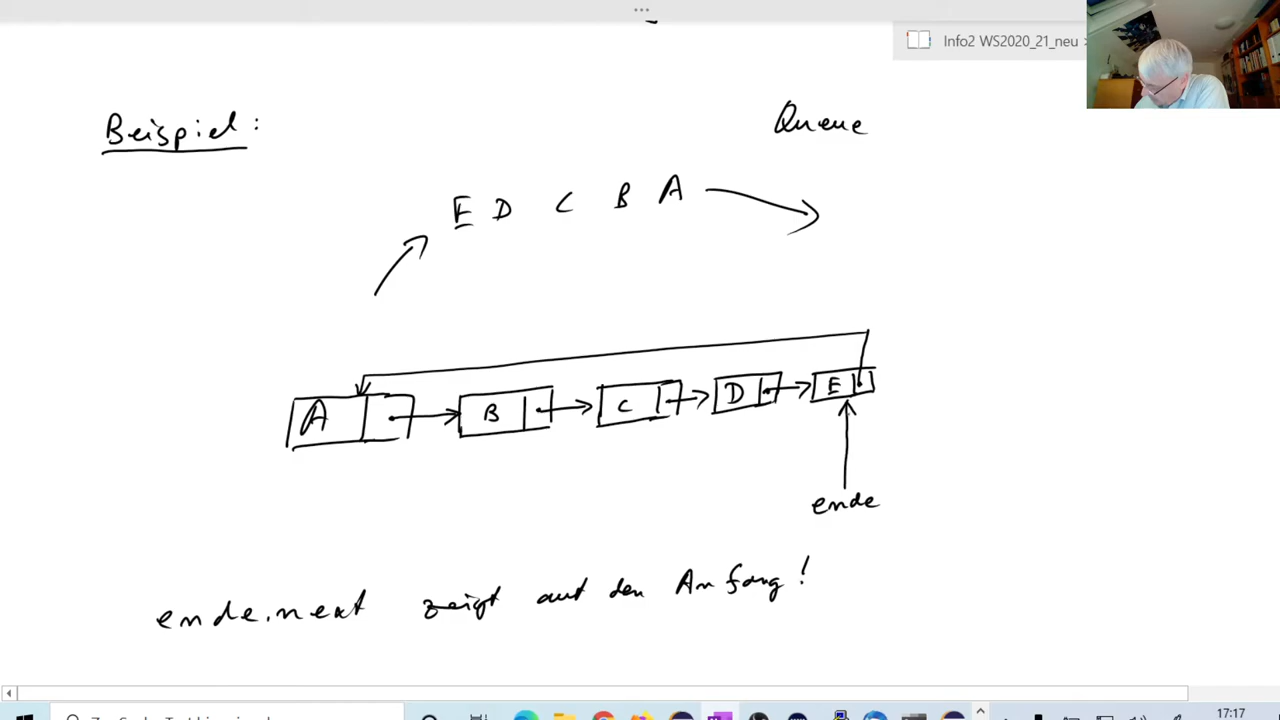 Info2 WS2020_21_neu
Beispiel:
Queue
E D C B A
A B C D E
ende
ende.next zeigt auf den Anfang!
17:17